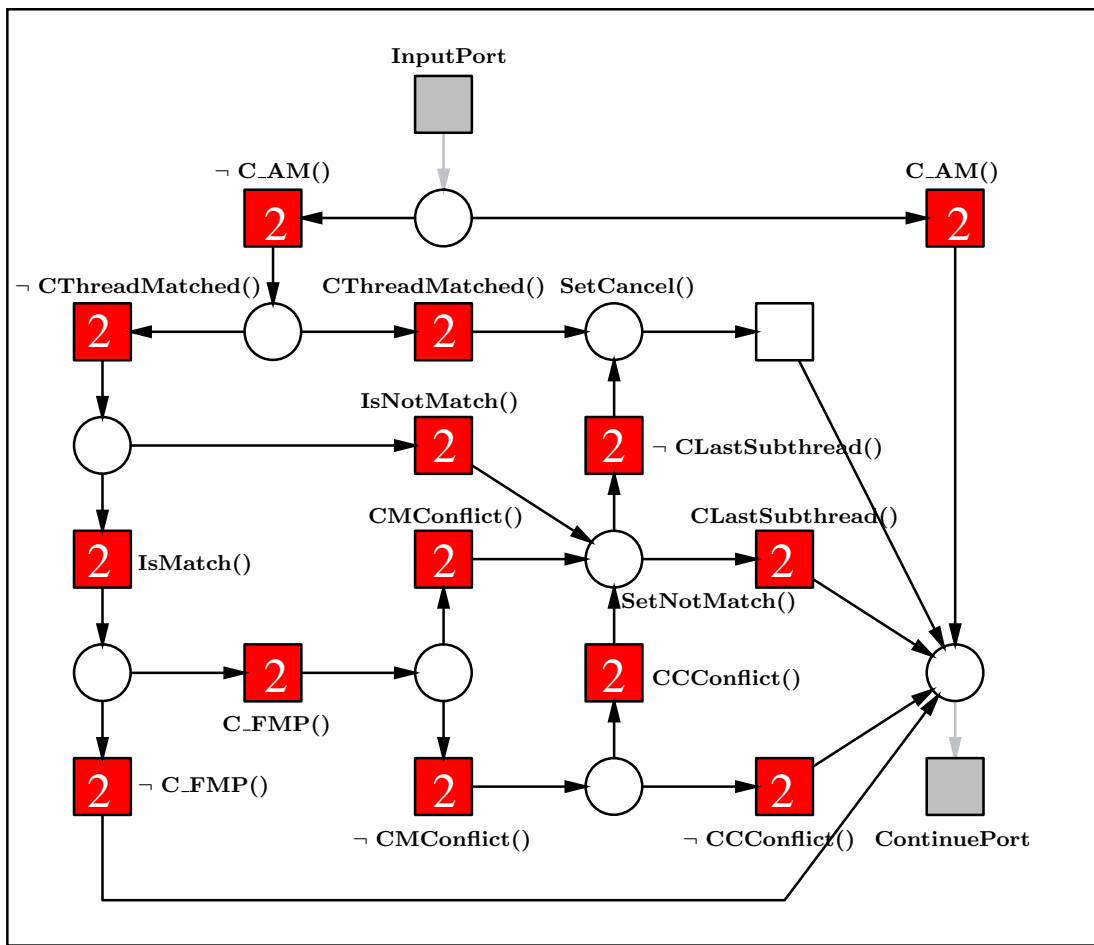 InputPort
¬ C_AM()
C_AM()
2
2
¬ CThreadMatched()
CThreadMatched()
SetCancel()
2
2
IsNotMatch()
2
2
¬ CLastSubthread()
CMConflict()
CLastSubthread()
2
IsMatch()
2
2
SetNotMatch()
2
2
CCConflict()
C_FMP()
2
¬ C_FMP()
2
2
¬ CMConflict()
¬ CCConflict()
ContinuePort